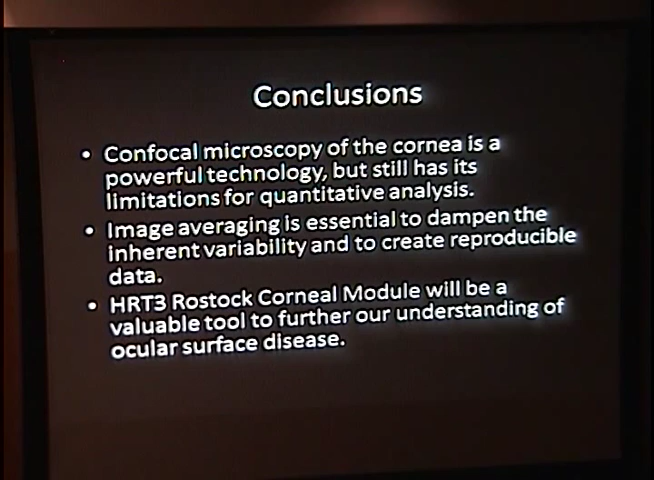 Conclusions
• Confocal microscopy of the cornea is a
powerful technology, but still has its
limitations for quantitative analysis.
• Image averaging is essential to dampen the
inherent variability and to create reproducible
data.
• HRT3 Rostock Corneal Module will be a
valuable tool to further our understanding of
ocular surface disease.